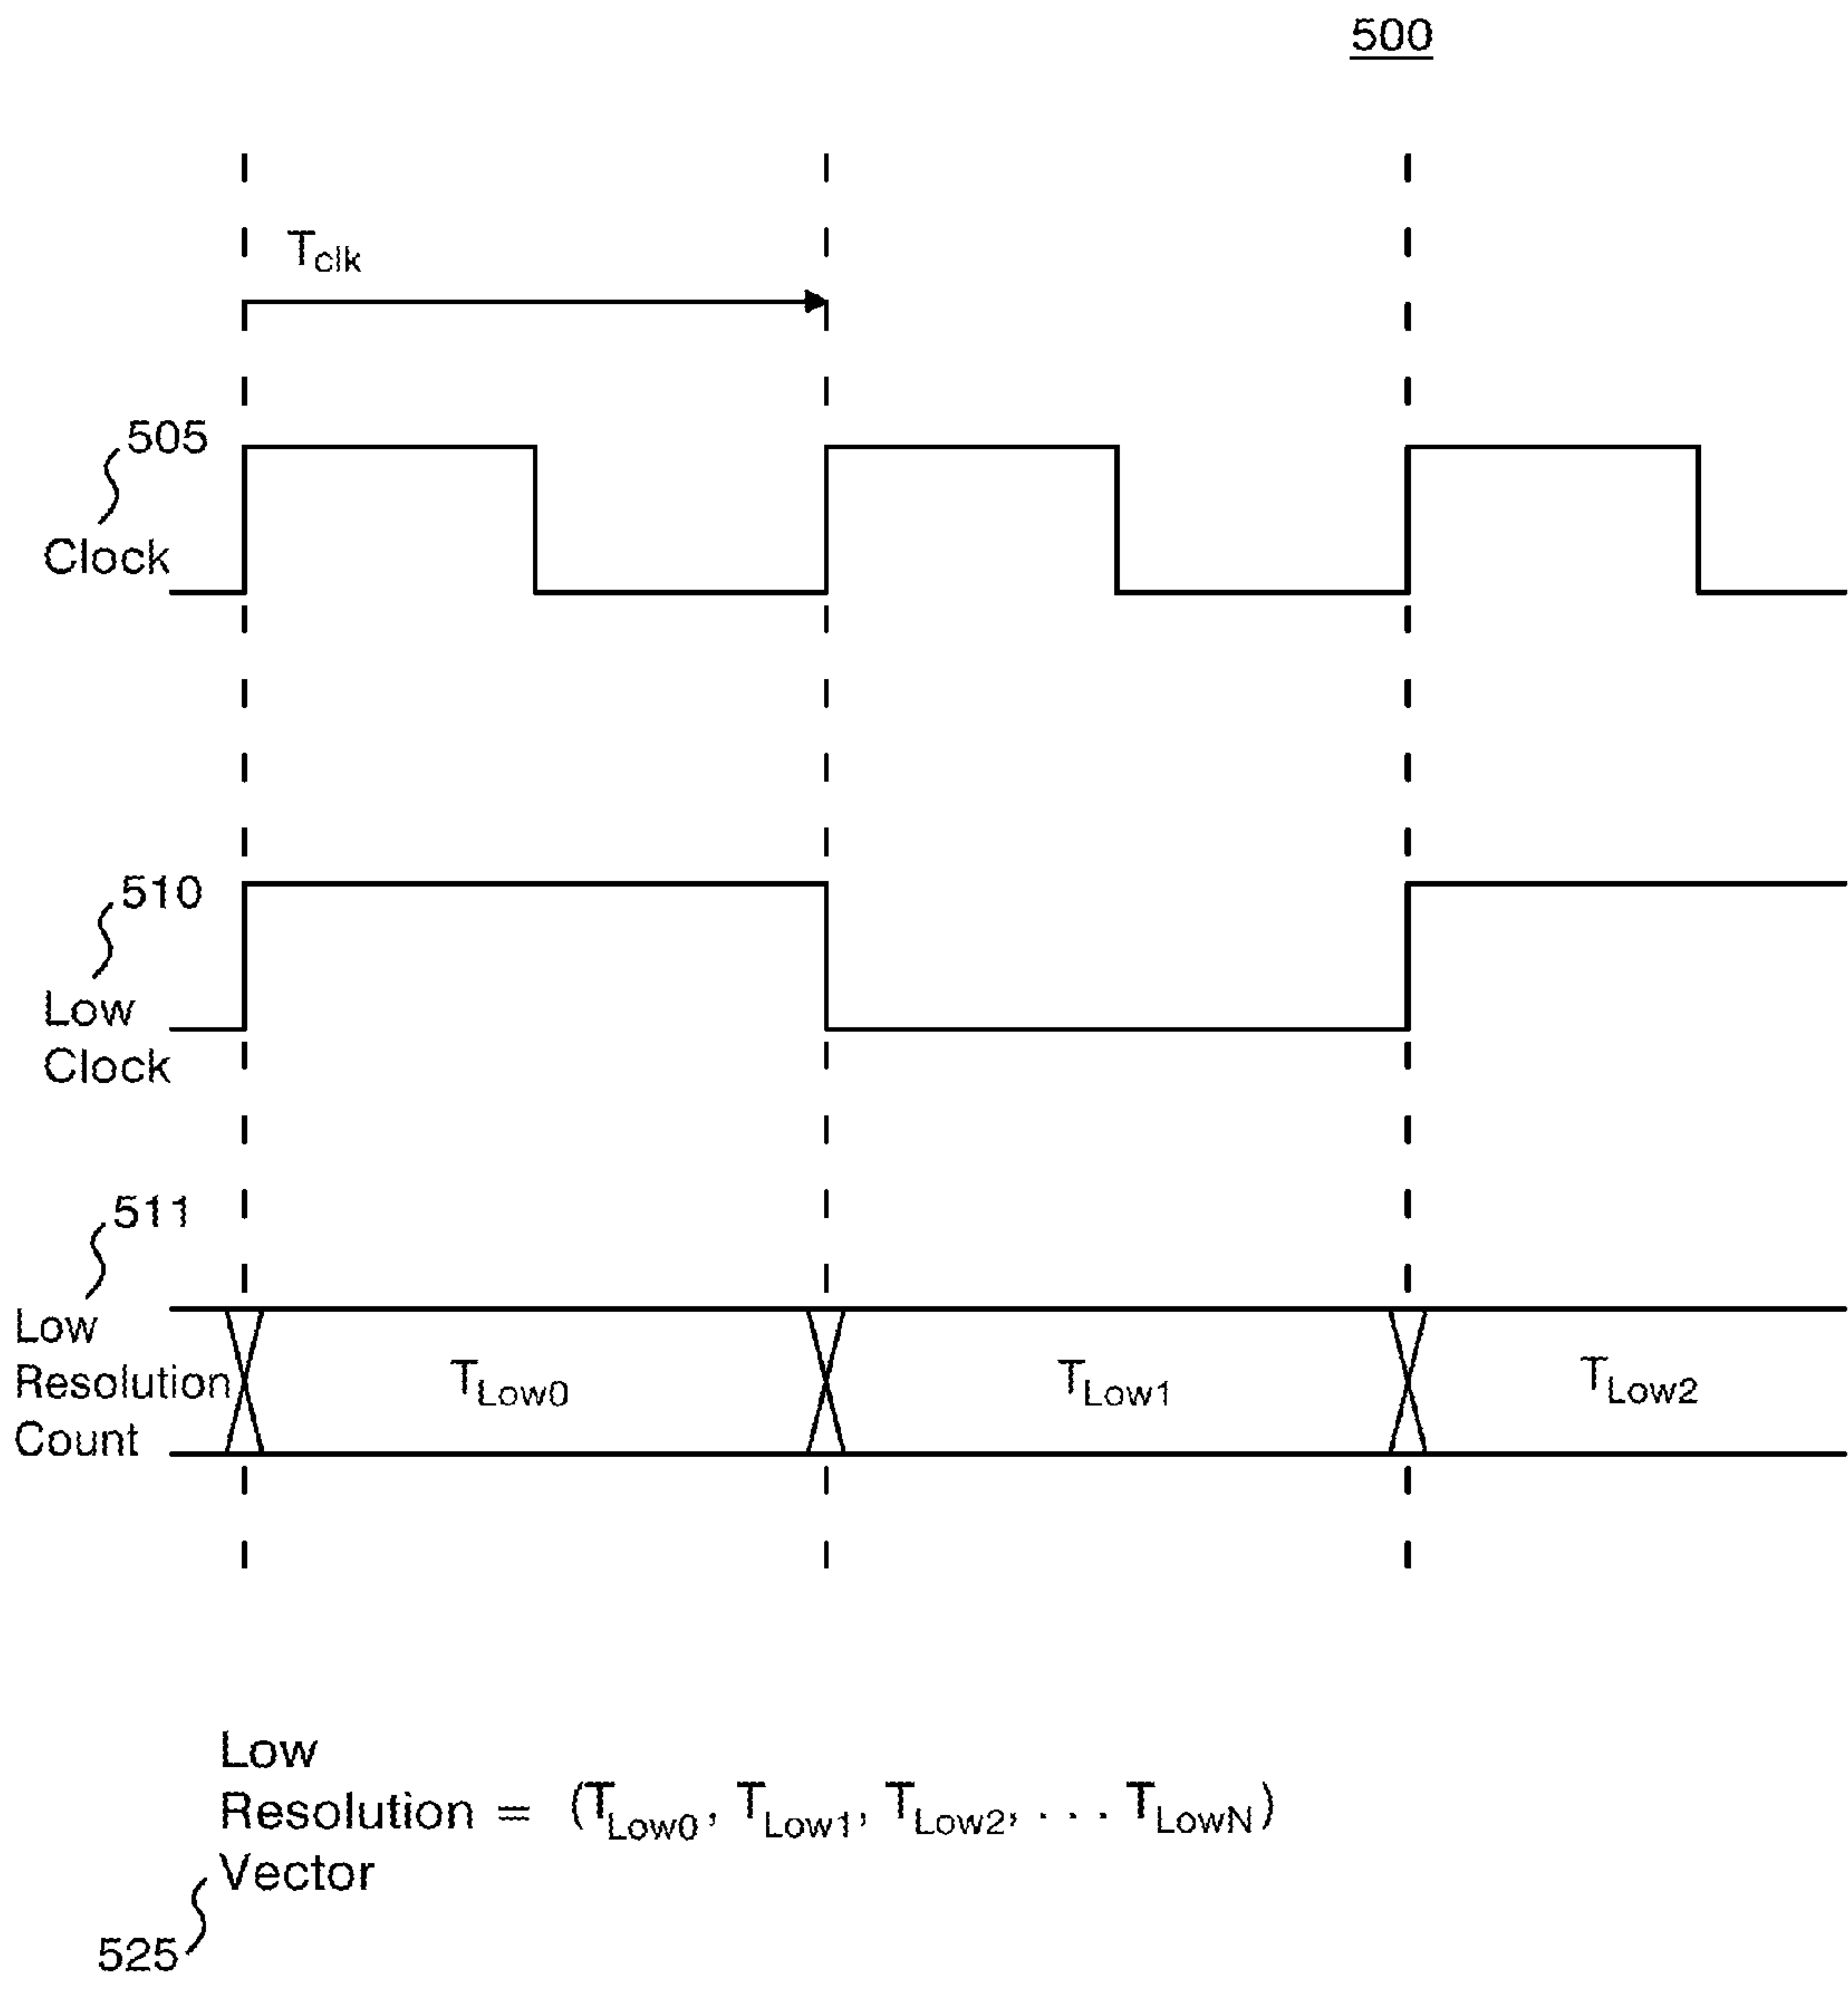 500
Tclk
505
Clock
510
Low
Clock
511
Low
Resolution
Count
TLow0
TLow1
TLow2
Low
Resolution = (TLow0, TLow1, TLow2, . . . TLowN)
Vector
525